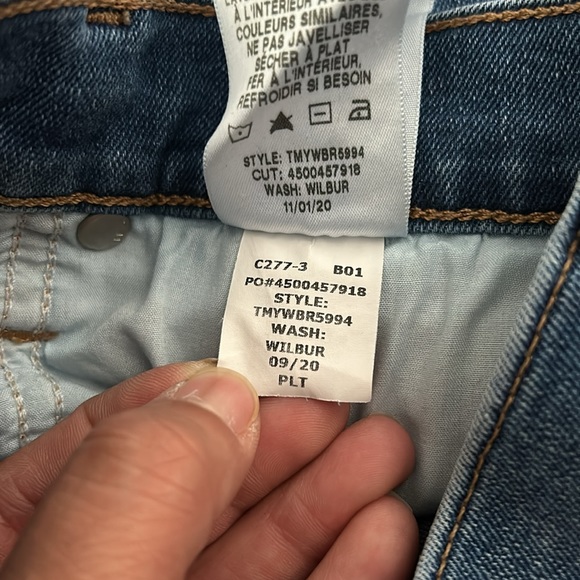 À L'INTÉRIEUR À
COULEURS SIMILAIRES,
NE PAS JAVELLISER
SÉCHER À PLAT
FER À L'INTÉRIEUR,
REFROIDIR SI BESOIN
STYLE: TMYWBR5994
CUT: 4500457918
WASH: WILBUR
11/01/20
C277-3 B01
PO#4500457918
STYLE:
TMYWBR5994
WASH:
WILBUR
09/20
PLT